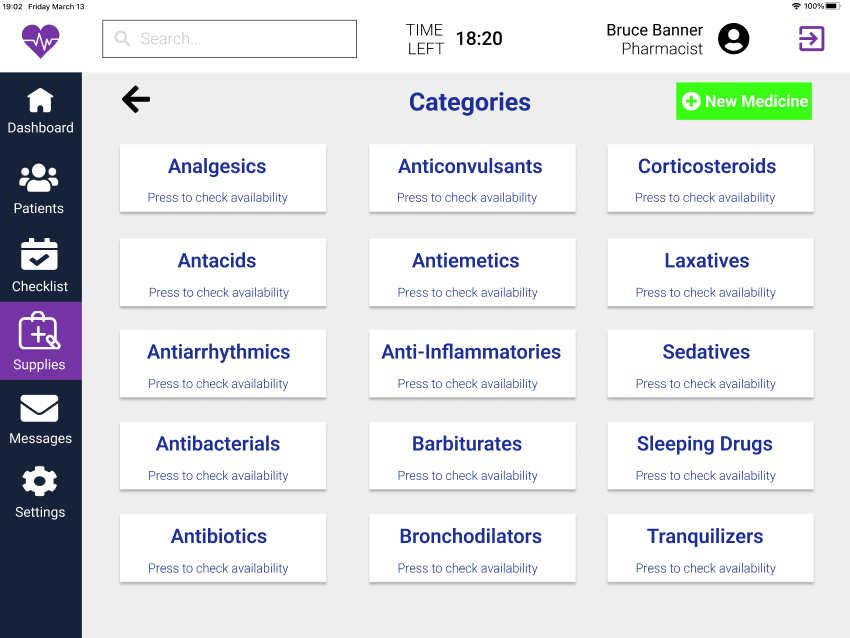 19:02 Friday March 13
100%
Search...
TIME
LEFT
18:20
Bruce Banner
Pharmacist
Dashboard
Patients
Checklist
Supplies
Messages
Settings
Categories
New Medicine
Analgesics
Press to check availability
Anticonvulsants
Press to check availability
Corticosteroids
Press to check availability
Antacids
Press to check availability
Antiemetics
Press to check availability
Laxatives
Press to check availability
Antiarrhythmics
Press to check availability
Anti-Inflammatories
Press to check availability
Sedatives
Press to check availability
Antibacterials
Press to check availability
Barbiturates
Press to check availability
Sleeping Drugs
Press to check availability
Antibiotics
Press to check availability
Bronchodilators
Press to check availability
Tranquilizers
Press to check availability